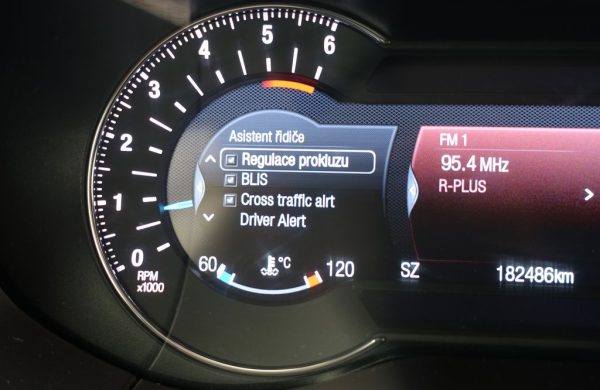 6
5
4
3
2
1
0
RPM
x1000
Asistent řidiče
Regulace prokluzu
BLIS
Cross traffic alrt
Driver Alert
60 °C 120
FM 1
95.4 MHz
R-PLUS
SZ 182486km